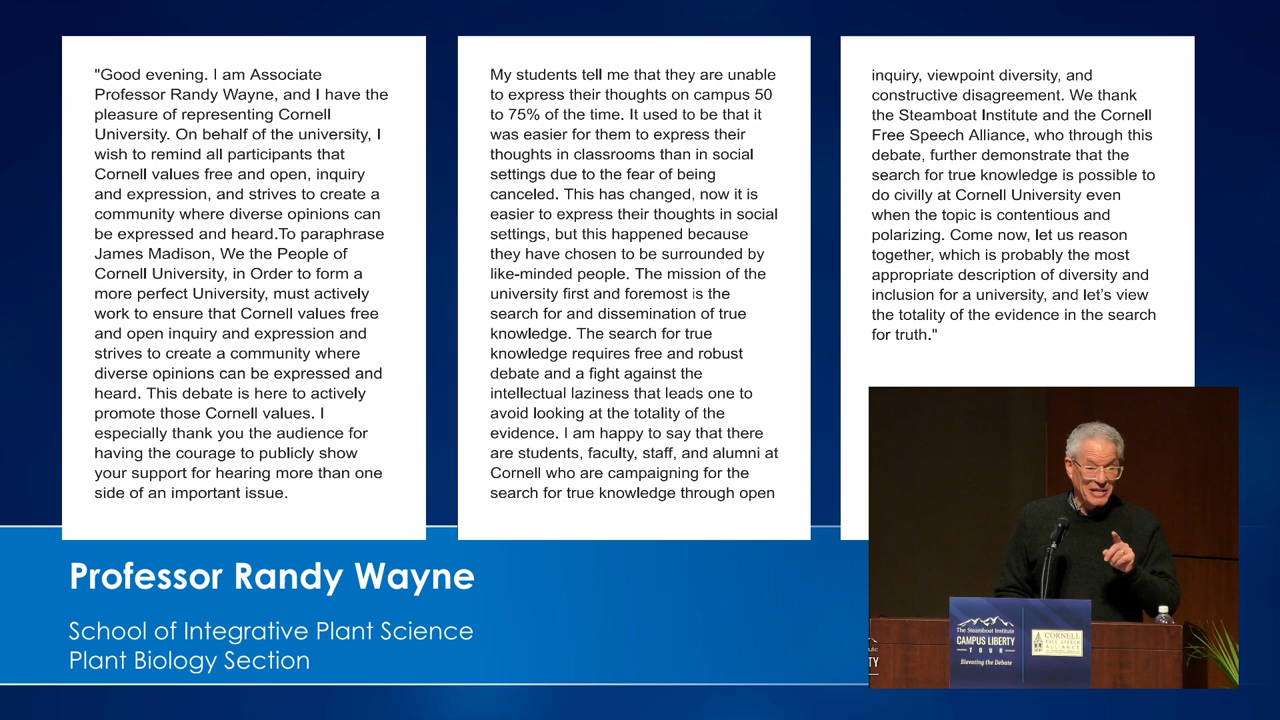 "Good evening. I am Associate
Professor Randy Wayne, and I have the
pleasure of representing Cornell
University. On behalf of the university, I
wish to remind all participants that
Cornell values free and open, inquiry
and expression, and strives to create a
community where diverse opinions can
be expressed and heard.To paraphrase
James Madison, We the People of
Cornell University, in Order to form a
more perfect University, must actively
work to ensure that Cornell values free
and open inquiry and expression and
strives to create a community where
diverse opinions can be expressed and
heard. This debate is here to actively
promote those Cornell values. I
especially thank you the audience for
having the courage to publicly show
your support for hearing more than one
side of an important issue.
My students tell me that they are unable
to express their thoughts on campus 50
to 75% of the time. It used to be that it
was easier for them to express their
thoughts in classrooms than in social
settings due to the fear of being
canceled. This has changed, now it is
easier to express their thoughts in social
settings, but this happened because
they have chosen to be surrounded by
like-minded people. The mission of the
university first and foremost is the
search for and dissemination of true
knowledge. The search for true
knowledge requires free and robust
debate and a fight against the
intellectual laziness that leads one to
avoid looking at the totality of the
evidence. I am happy to say that there
are students, faculty, staff, and alumni at
Cornell who are campaigning for the
search for true knowledge through open
inquiry, viewpoint diversity, and
constructive disagreement. We thank
the Steamboat Institute and the Cornell
Free Speech Alliance, who through this
debate, further demonstrate that the
search for true knowledge is possible to
do civilly at Cornell University even
when the topic is contentious and
polarizing. Come now, let us reason
together, which is probably the most
appropriate description of diversity and
inclusion for a university, and let's view
the totality of the evidence in the search
for truth."
Professor Randy Wayne
School of Integrative Plant Science
Plant Biology Section
The Steamboat Institute
CAMPUS LIBERTY
TOUR
Elevating the Debate
CORNELL
FREE SPEECH
ALLIANCE
TY